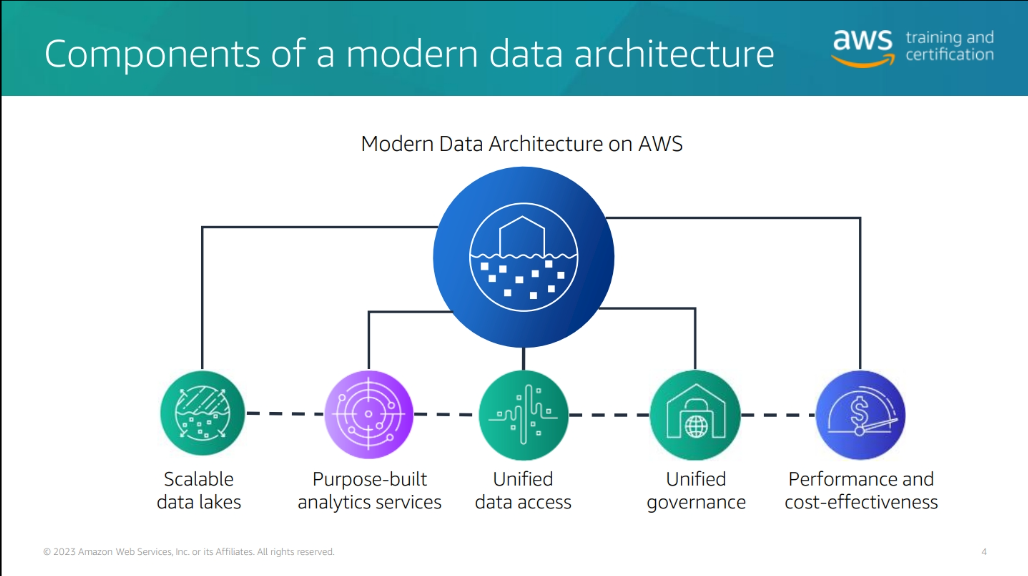 Components of a modern data architecture
aws training and
certification
Modern Data Architecture on AWS
$
Scalable
data lakes
Purpose-built
analytics services
Unified
data access
Unified
governance
Performance and
cost-effectiveness
© 2023 Amazon Web Services, Inc. or its Affiliates. All rights reserved.
4